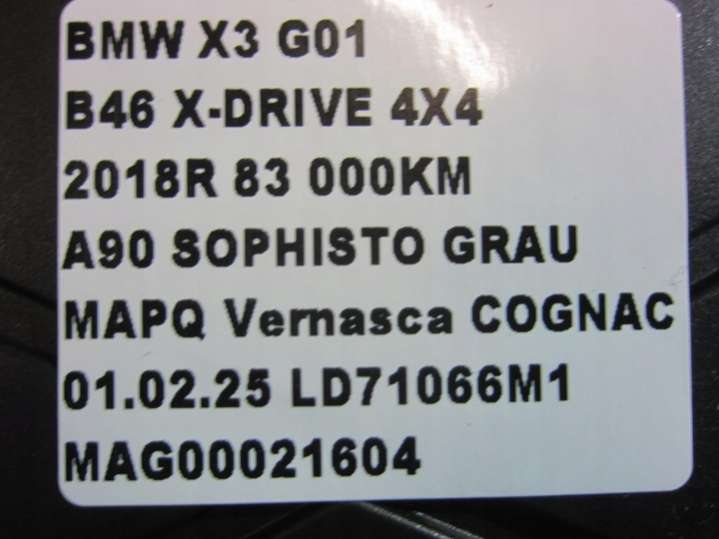 BMW X3 G01
B46 X-DRIVE 4X4
2018R 83 000KM
A90 SOPHISTO GRAU
MAPQ Vernasca COGNAC
01.02.25 LD71066M1
MAG00021604